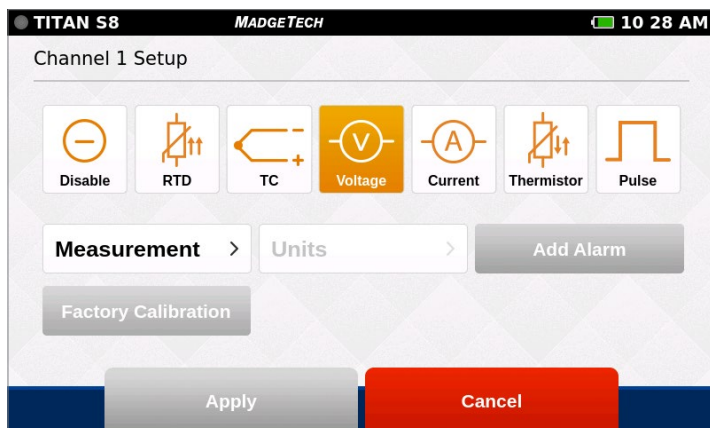 TITAN S8 MADGETECH 10 28 AM
Channel 1 Setup
V A
Disable RTD TC Voltage Current Thermistor Pulse
Measurement > Units > Add Alarm
Factory Calibration
Apply Cancel